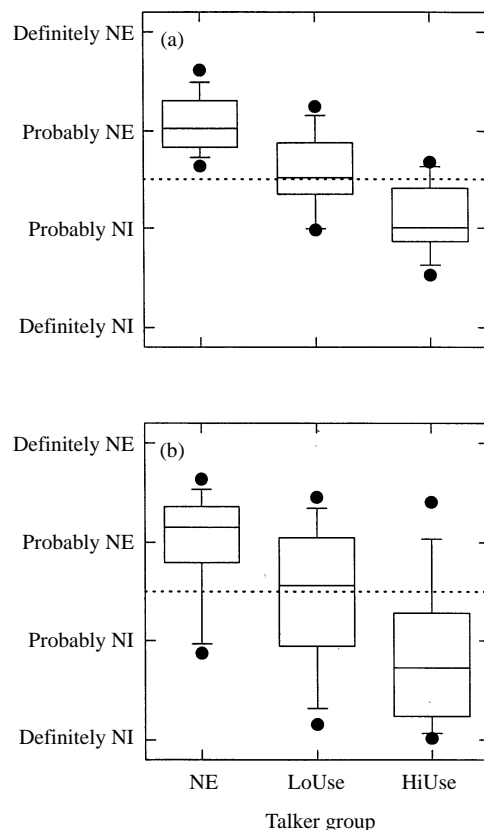 Definitely NE
(a)
Probably NE
Probably NI
Definitely NI
Definitely NE
(b)
Probably NE
Probably NI
Definitely NI
NE LoUse HiUse
Talker group